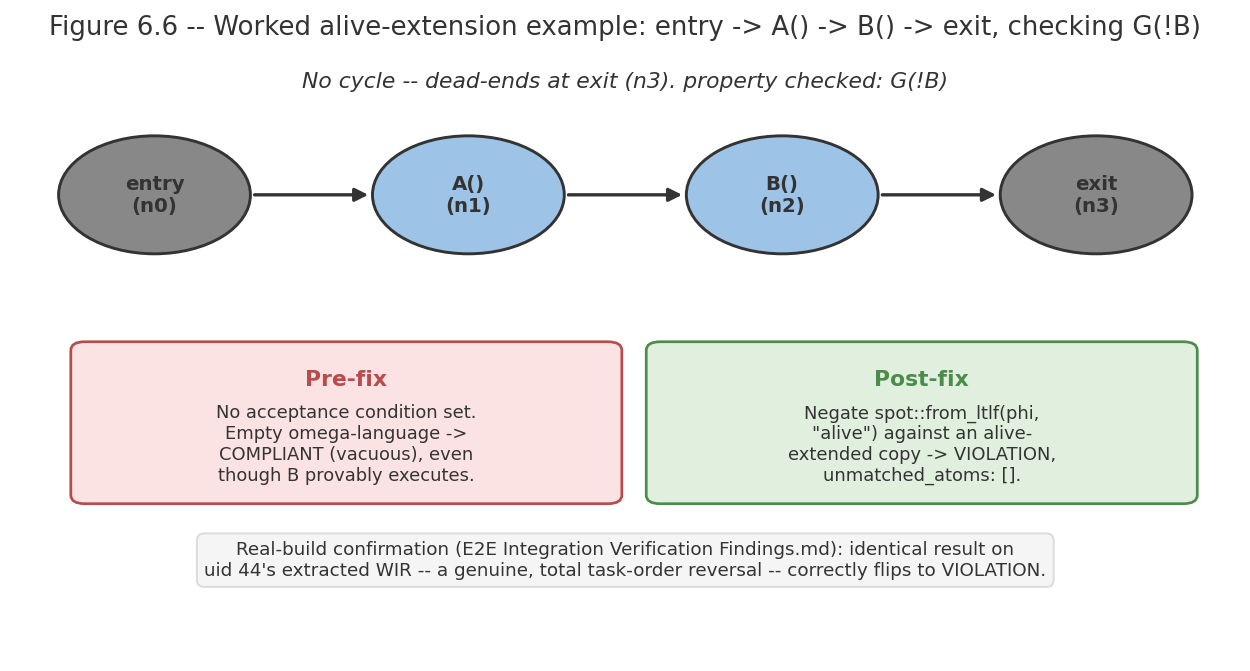 Figure 6.6 -- Worked alive-extension example: entry -> A() -> B() -> exit, checking G(!B)
No cycle -- dead-ends at exit (n3). property checked: G(!B)
entry
(n0)
A()
(n1)
B()
(n2)
exit
(n3)
Pre-fix
No acceptance condition set.
Empty omega-language ->
COMPLIANT (vacuous), even
though B provably executes.
Post-fix
Negate spot::from_ltlf(phi,
"alive") against an alive-
extended copy -> VIOLATION,
unmatched_atoms: [].
Real-build confirmation (E2E Integration Verification Findings.md): identical result on
uid 44's extracted WIR -- a genuine, total task-order reversal -- correctly flips to VIOLATION.